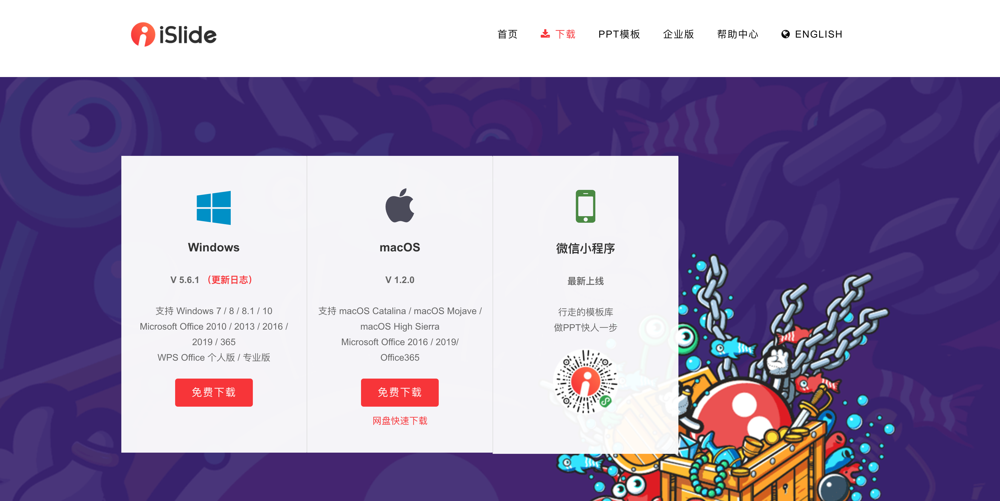 iSlide
首页
下载
PPT模板
企业版
帮助中心
ENGLISH
Windows
V 5.6.1 （更新日志）
支持 Windows 7 / 8 / 8.1 / 10
Microsoft Office 2010 / 2013 / 2016 /
2019 / 365
WPS Office 个人版 / 专业版
免费下载
macOS
V 1.2.0
支持 macOS Catalina / macOS Mojave /
macOS High Sierra
Microsoft Office 2016 / 2019/
Office365
免费下载
网盘快速下载
微信小程序
最新上线
行走的模板库
做PPT快人一步